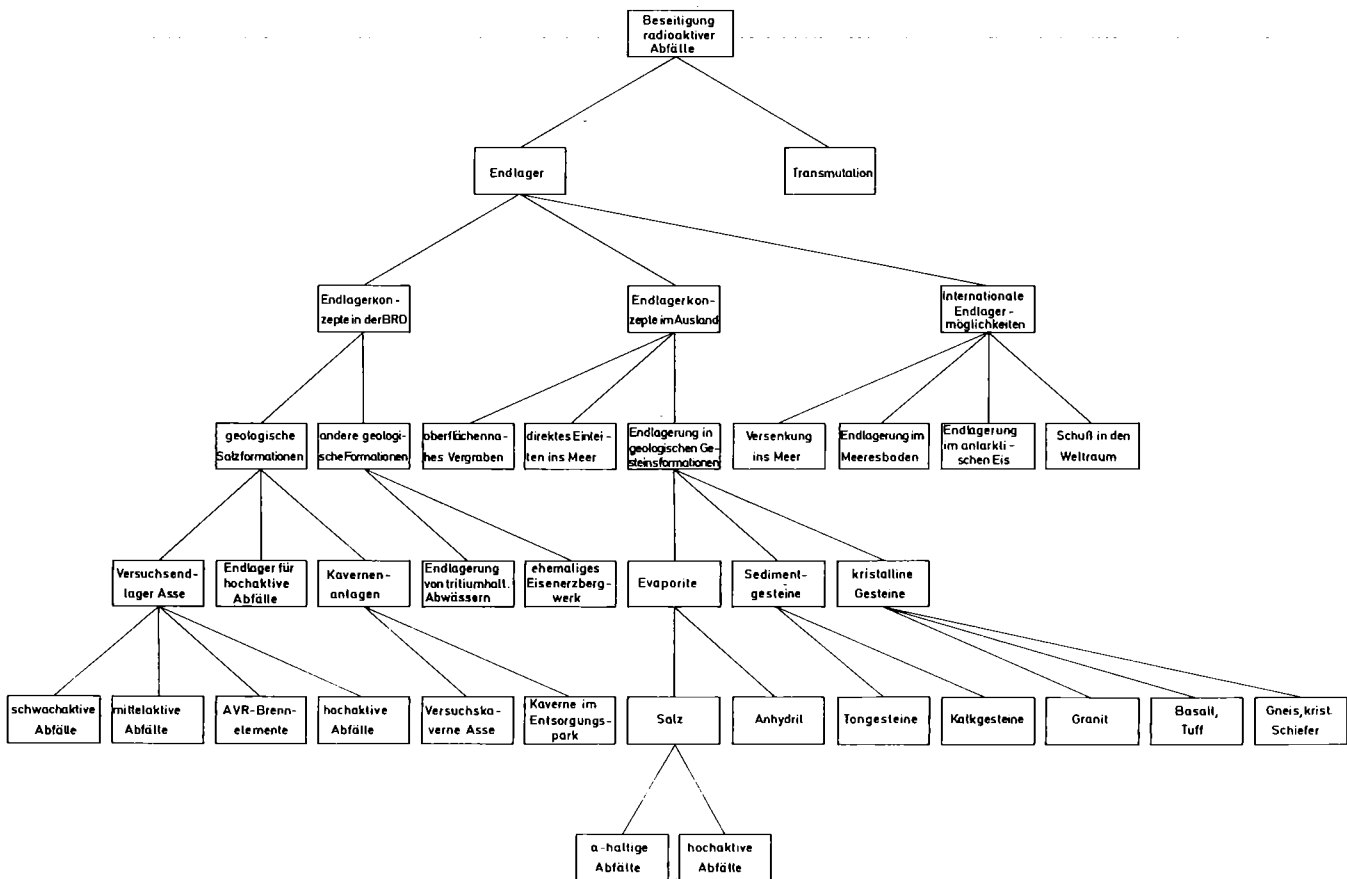 Beseitigung
radioaktiver
Abfälle
Endlager
Transmutation
Endlagerkon-
zepte in der BRD
Endlagerkon-
zepte im Ausland
Internationale
Endlager-
möglichkeiten
geologische
Salzformationen
andere geologi-
sche Formationen
oberflächenna-
hes Vergraben
direktes Einlei-
ten ins Meer
Endlagerung in
geologischen Ge-
steinsformationen
Versenkung
ins Meer
Endlagerung im
Meeresboden
Endlagerung
im antarkti-
schen Eis
Schuß in den
Weltraum
Versuchsend-
lager Asse
Endlager für
hochaktive
Abfälle
Kavernen-
anlagen
Endlagerung
von tritiumhalt.
Abwässern
ehemaliges
Eisenerzberg-
werk
Evaporite
Sediment-
gesteine
kristalline
Gesteine
schwachaktive
Abfälle
mittelaktive
Abfälle
AVR-Brenn-
elemente
hochaktive
Abfälle
Versuchska-
verne Asse
Kaverne im
Entsorgungs-
park
Salz
Anhydrit
Tongesteine
Kalkgesteine
Granit
Basalt,
Tuff
Gneis, krist.
Schiefer
α-haltige
Abfälle
hochaktive
Abfälle